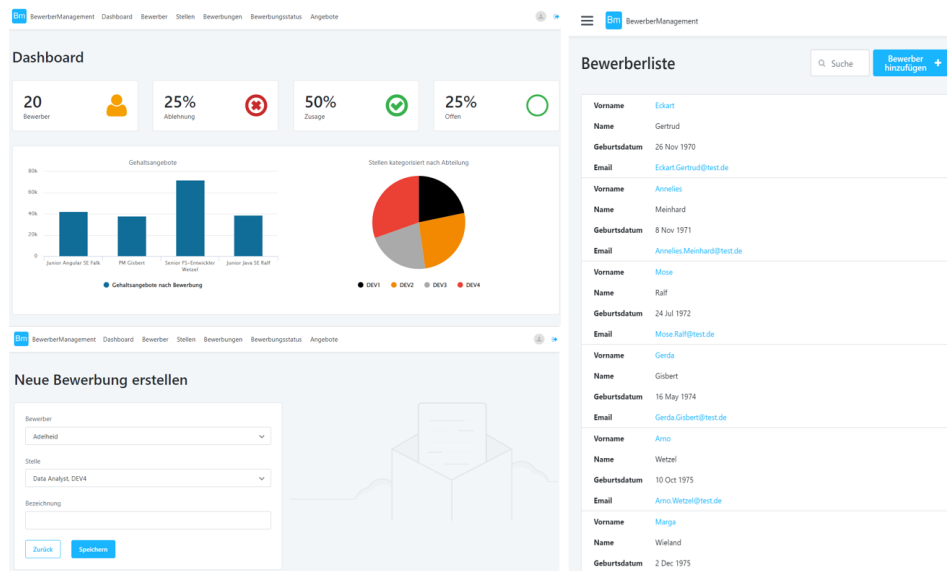 Bm BewerberManagement Dashboard Bewerber Stellen Bewerbungen Bewerbungsstatus Angebote
Dashboard
20
Bewerber
25%
Ablehnung
50%
Zusage
25%
Offen
Gehaltsangebote
80k
60k
40k
20k
0
Junior Angular SE Falk PM Gisbert Senior FS-Entwickler Junior Java SE Ralf
Wetzel
Gehaltsangebote nach Bewerbung
Stellen kategorisiert nach Abteilung
DEV1 DEV2 DEV3 DEV4
Bm BewerberManagement Dashboard Bewerber Stellen Bewerbungen Bewerbungsstatus Angebote
Neue Bewerbung erstellen
Bewerber
Adelheid
Stelle
Data Analyst, DEV4
Bezeichnung
Zurück Speichern
Bm BewerberManagement
Bewerberliste
Suche
Bewerber
hinzufügen +
Vorname Eckart
Name Gertrud
Geburtsdatum 26 Nov 1970
Email Eckart.Gertrud@test.de
Vorname Annelies
Name Meinhard
Geburtsdatum 8 Nov 1971
Email Annelies.Meinhard@test.de
Vorname Mose
Name Ralf
Geburtsdatum 24 Jul 1972
Email Mose.Ralf@test.de
Vorname Gerda
Name Gisbert
Geburtsdatum 16 May 1974
Email Gerda.Gisbert@test.de
Vorname Arno
Name Wetzel
Geburtsdatum 10 Oct 1975
Email Arno.Wetzel@test.de
Vorname Marga
Name Wieland
Geburtsdatum 2 Dec 1975